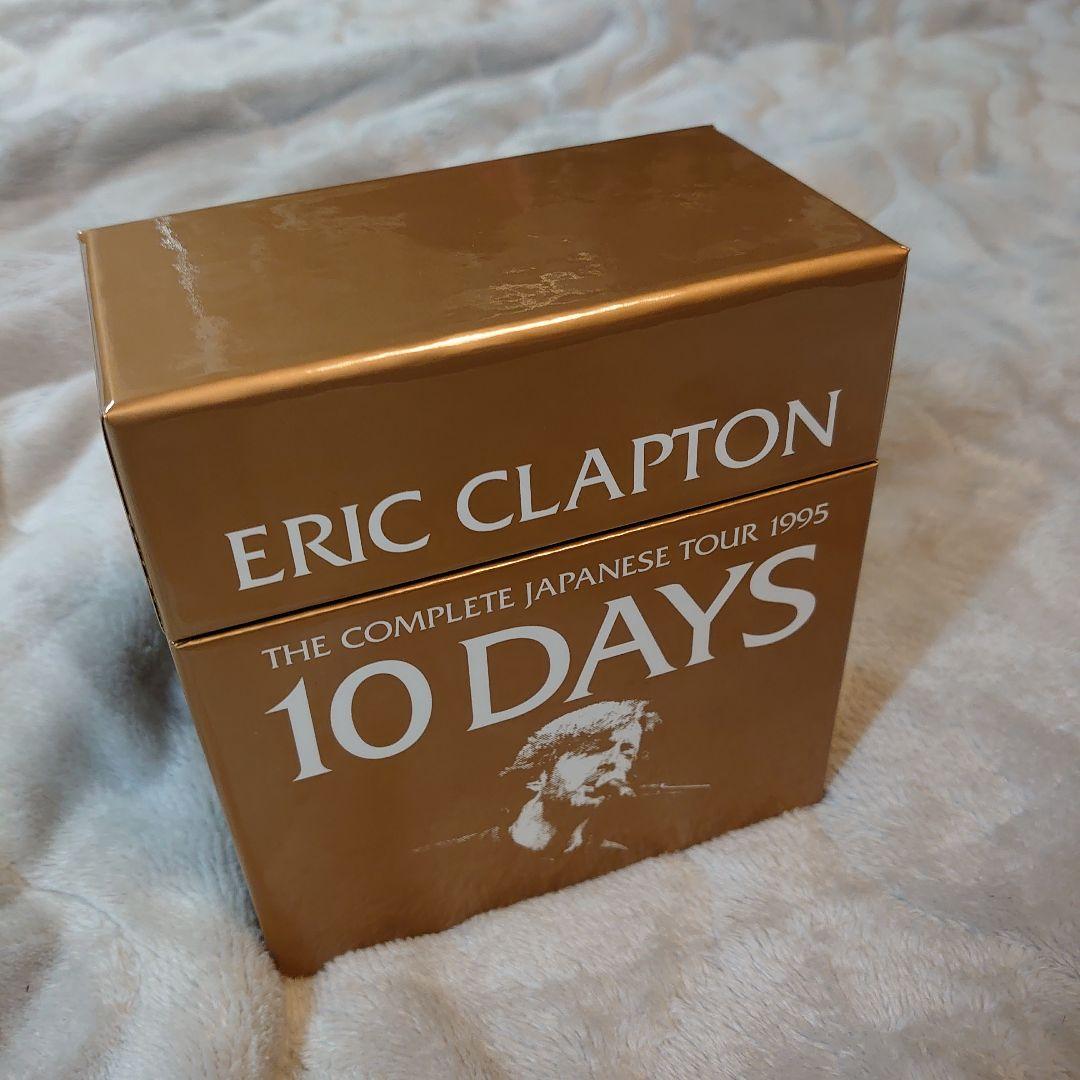 ERIC CLAPTON
THE COMPLETE JAPANESE TOUR 1995
10 DAYS